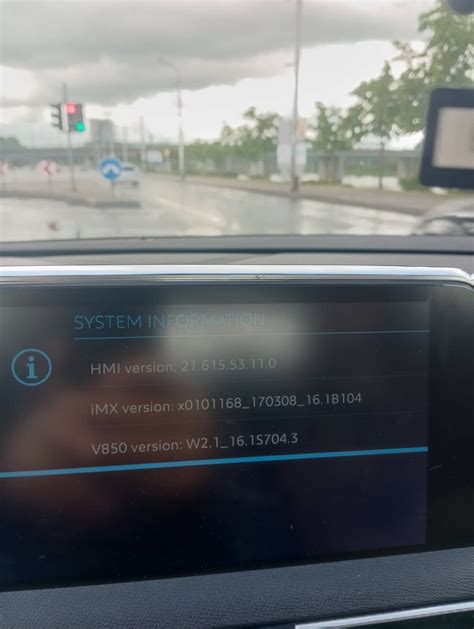 SYSTEM INFORMATION
HMI version: 21.615.53.11.0
iMX version: x0101168_170308_16.1B104
V850 version: W2.1_16.1S704.3